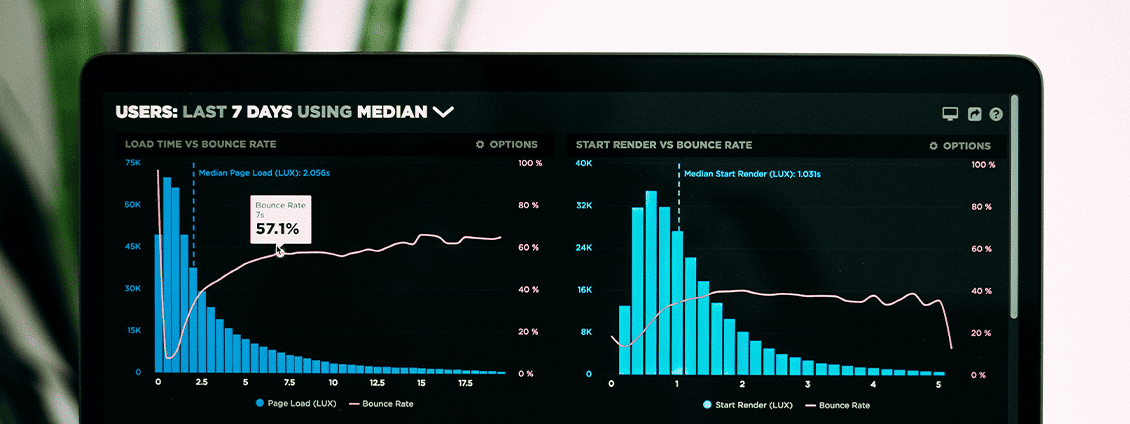 USERS: LAST 7 DAYS USING MEDIAN
LOAD TIME VS BOUNCE RATE
OPTIONS
75K
100 %
Median Page Load (LUX): 2.056s
60K
80 %
Bounce Rate
7s
57.1%
45K
60 %
30K
40 %
15K
20 %
0
0 %
0 2.5 5 7.5 10 12.5 15 17.5
Page Load (LUX) Bounce Rate
START RENDER VS BOUNCE RATE
OPTIONS
40K
100 %
Median Start Render (LUX): 1.031s
32K
80 %
24K
60 %
16K
40 %
8K
20 %
0
0 %
0 1 2 3 4 5
Start Render (LUX) Bounce Rate
?